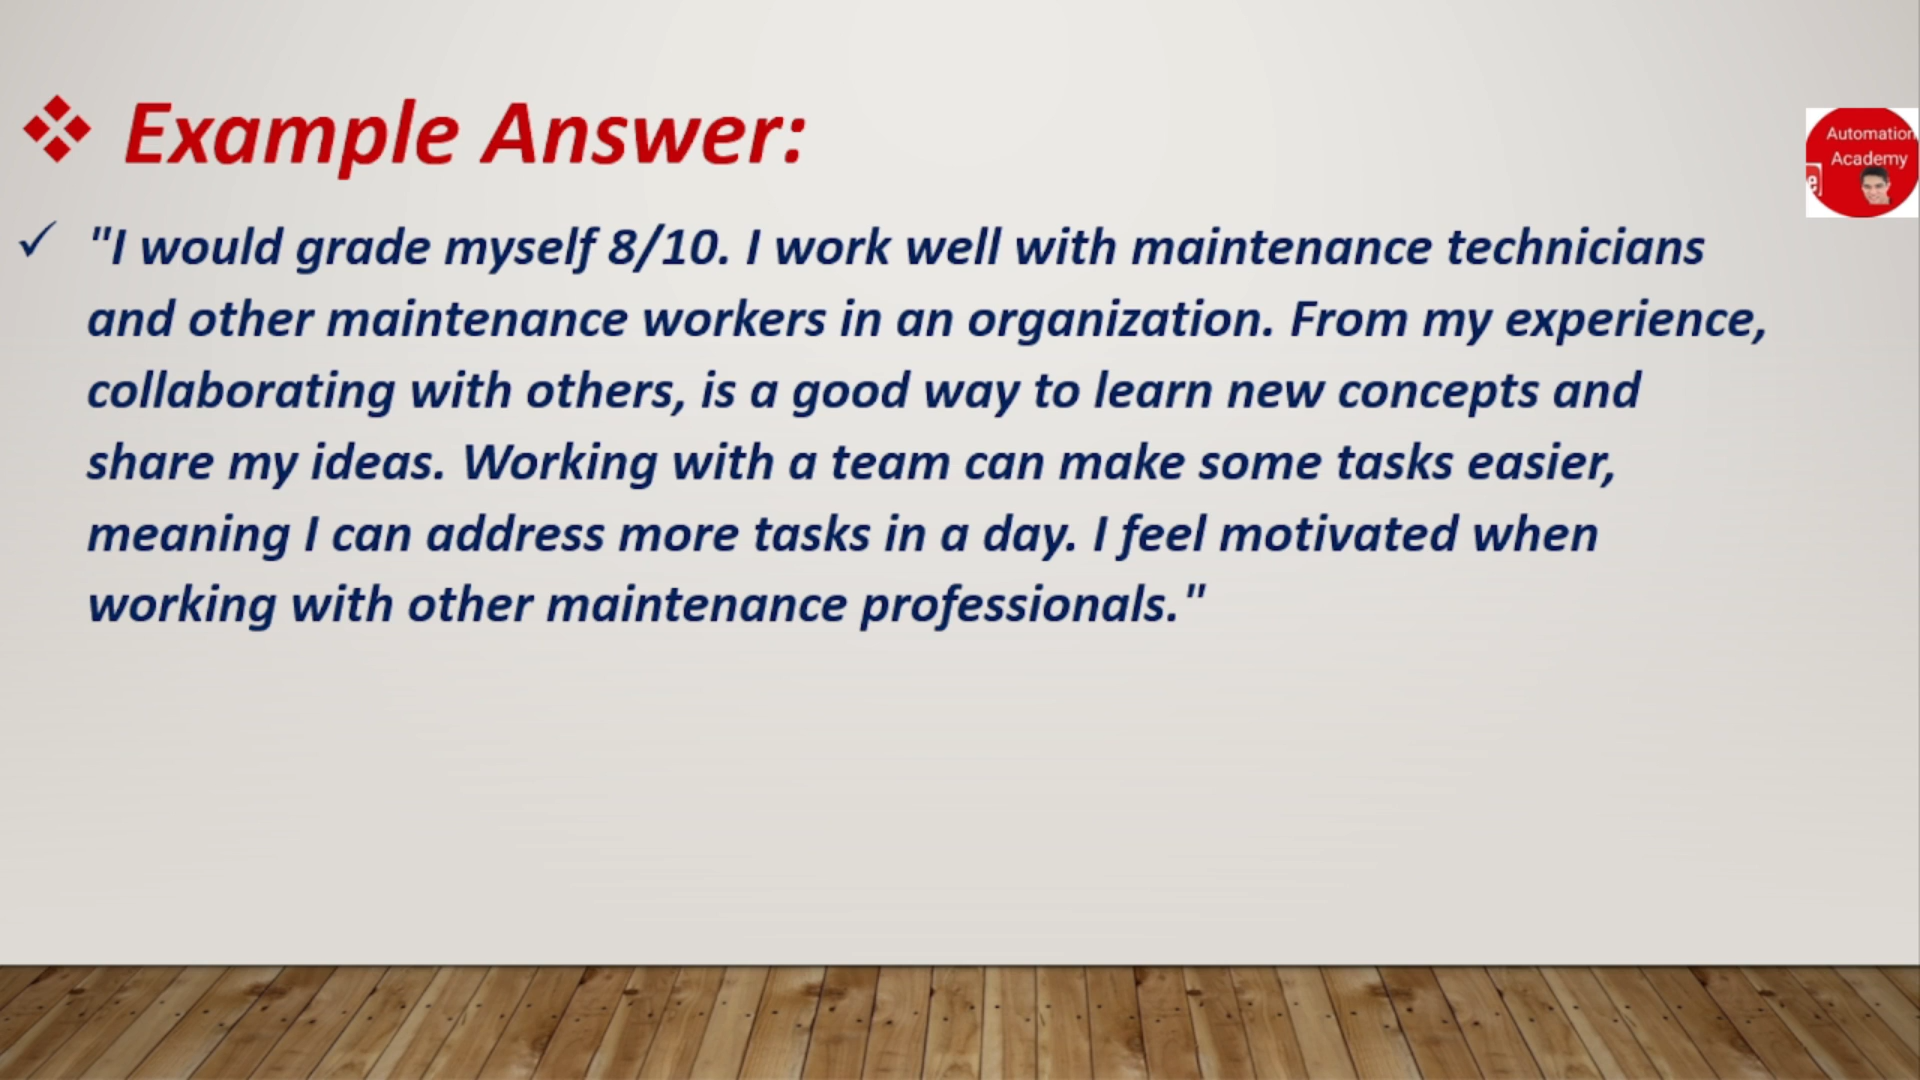 Example Answer:
"I would grade myself 8/10. I work well with maintenance technicians
and other maintenance workers in an organization. From my experience,
collaborating with others, is a good way to learn new concepts and
share my ideas. Working with a team can make some tasks easier,
meaning I can address more tasks in a day. I feel motivated when
working with other maintenance professionals."
Automation
Academy